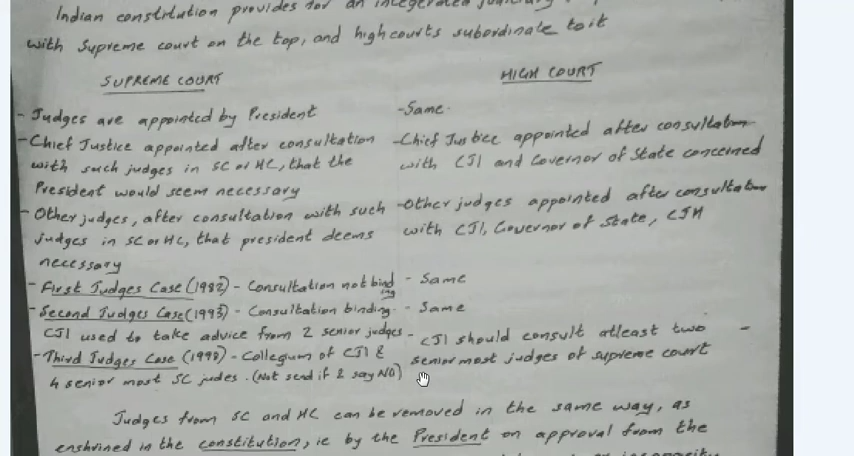 Indian constitution provides for an integerated judiciary
with Supreme court on the top, and high courts subordinate to it
SUPREME COURT
- Judges are appointed by President
- Chief Justice appointed after consultation
with such judges in SC or HC, that the
President would seem necessary
- Other judges, after consultation with such
judges in SC or HC, that president deems
necessary
- First Judges Case (1982) - Consultation not binding
- Second Judges Case (1993) - Consultation binding.
CJI used to take advice from 2 senior judges
- Third Judges Case (1998) - Collegium of CJI &
4 senior most SC judes. (Not send if 2 say NO)
HIGH COURT
- Same.
- Chief Justice appointed after consultation
with CJI and Governor of State concerned
- Other judges appointed after consultation
with CJI, Governor of State, CJH
- Same
- Same
- CJI should consult atleast two
senior most judges of supreme court
Judges from SC and HC can be removed in the same way, as
enshrined in the constitution, ie by the President on approval from the